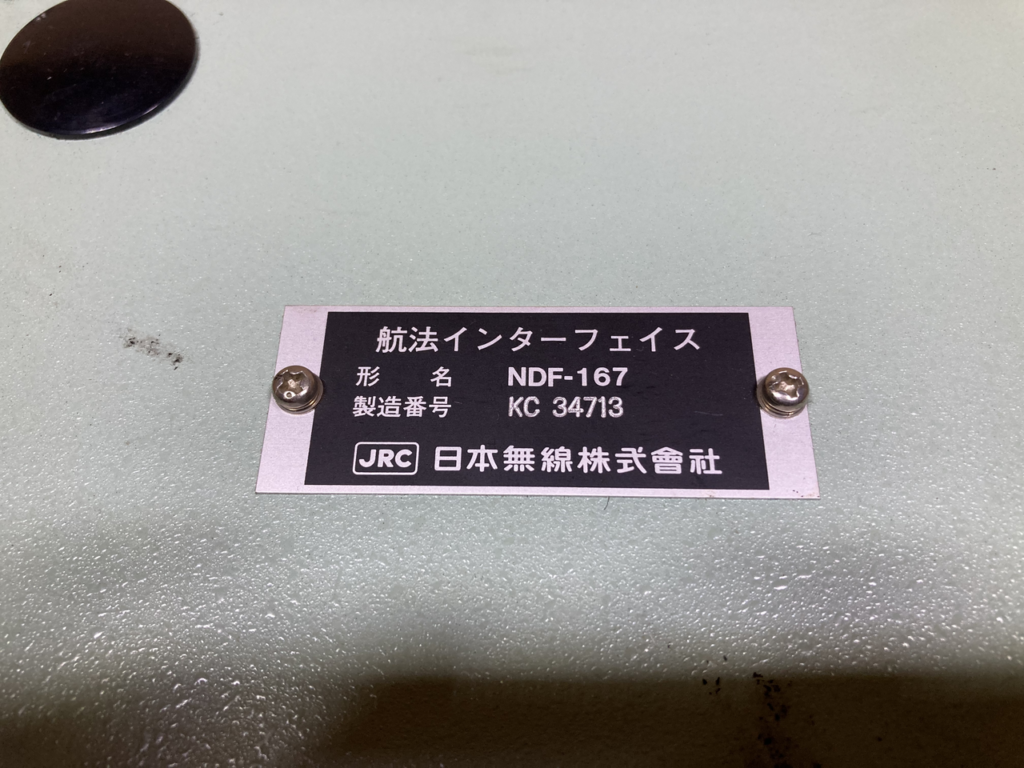 航法インターフェイス
形 名 NDF-167
製造番号 KC 34713
JRC 日本無線株式會社